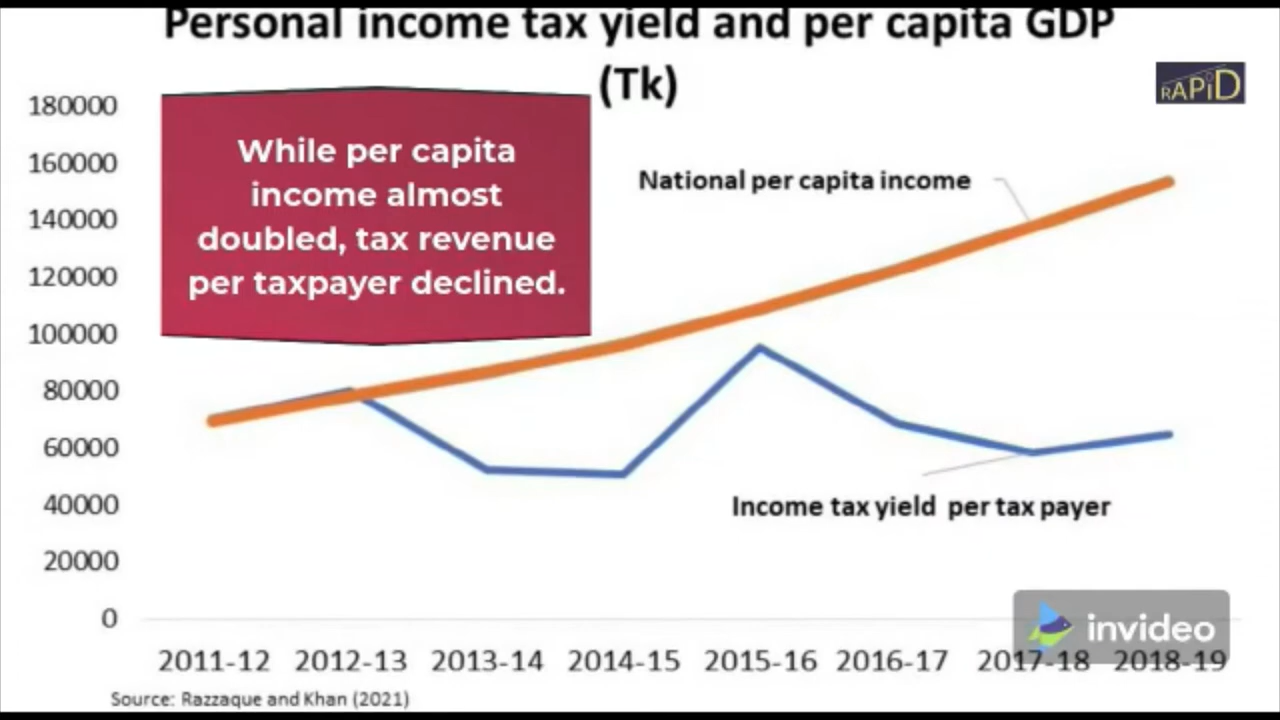 Personal income tax yield and per capita GDP
(Tk)
RAPiD
180000
160000
140000
120000
100000
80000
60000
40000
20000
0
While per capita
income almost
doubled, tax revenue
per taxpayer declined.
National per capita income
Income tax yield per tax payer
invideo
2011-12 2012-13 2013-14 2014-15 2015-16 2016-17 2017-18 2018-19
Source: Razzaque and Khan (2021)